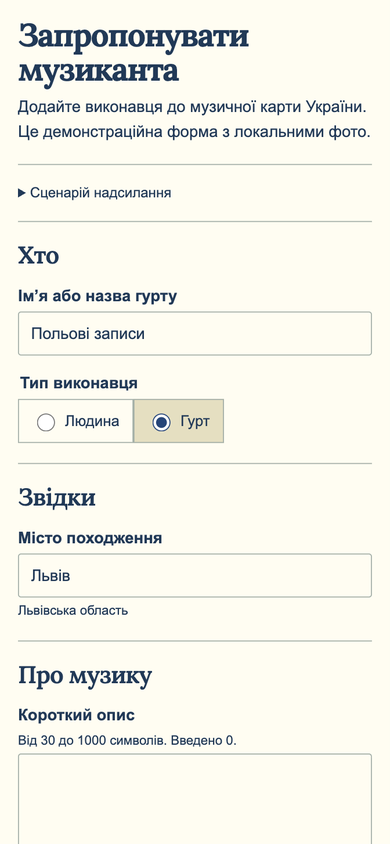 Запропонувати
музиканта
Додайте виконавця до музичної карти України.
Це демонстраційна форма з локальними фото.
Сценарій надсилання
Хто
Ім’я або назва гурту
Польові записи
Тип виконавця
Людина Гурт
Звідки
Місто походження
Львів
Львівська область
Про музику
Короткий опис
Від 30 до 1000 символів. Введено 0.